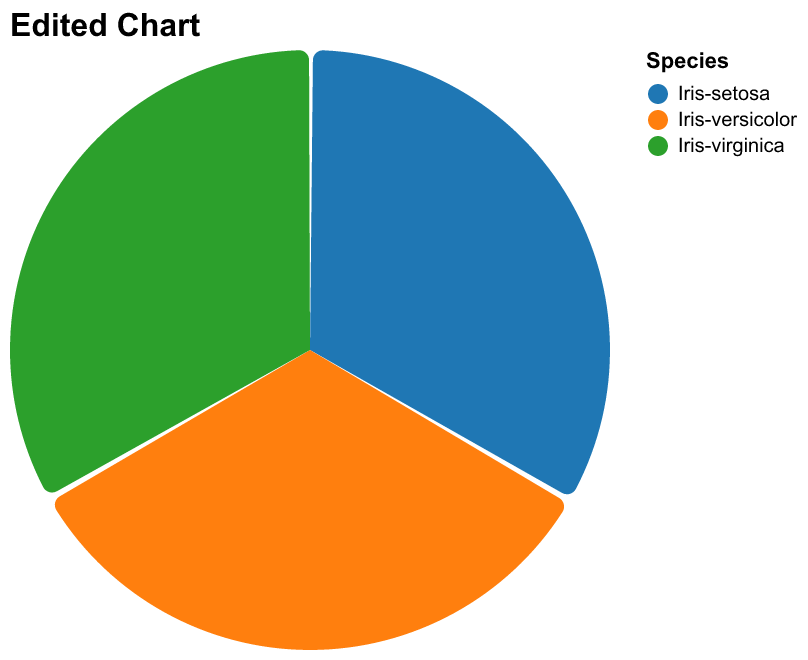 Edited Chart
Species
Iris-setosa
Iris-versicolor
Iris-virginica